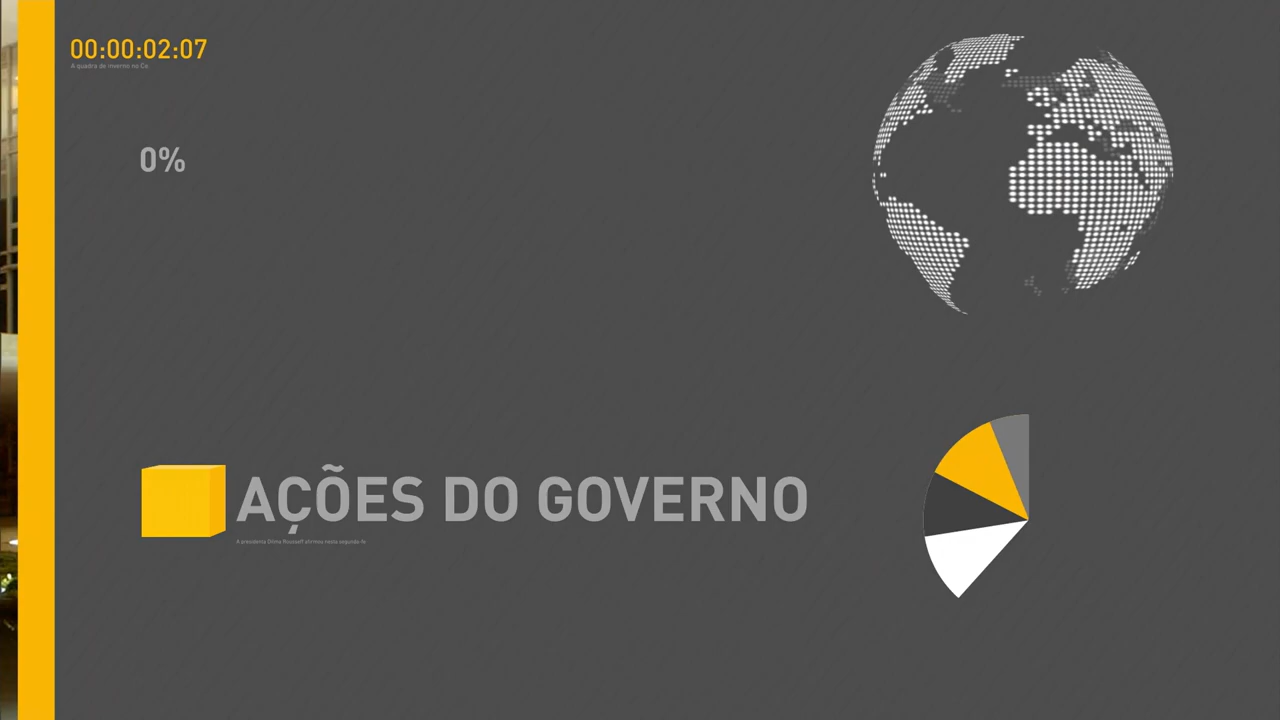 00:00:02:07
A quadra de inverno no Ce.
0%
AÇÕES DO GOVERNO
A presidenta Dilma Rousseff afirmou nesta segunda-fe